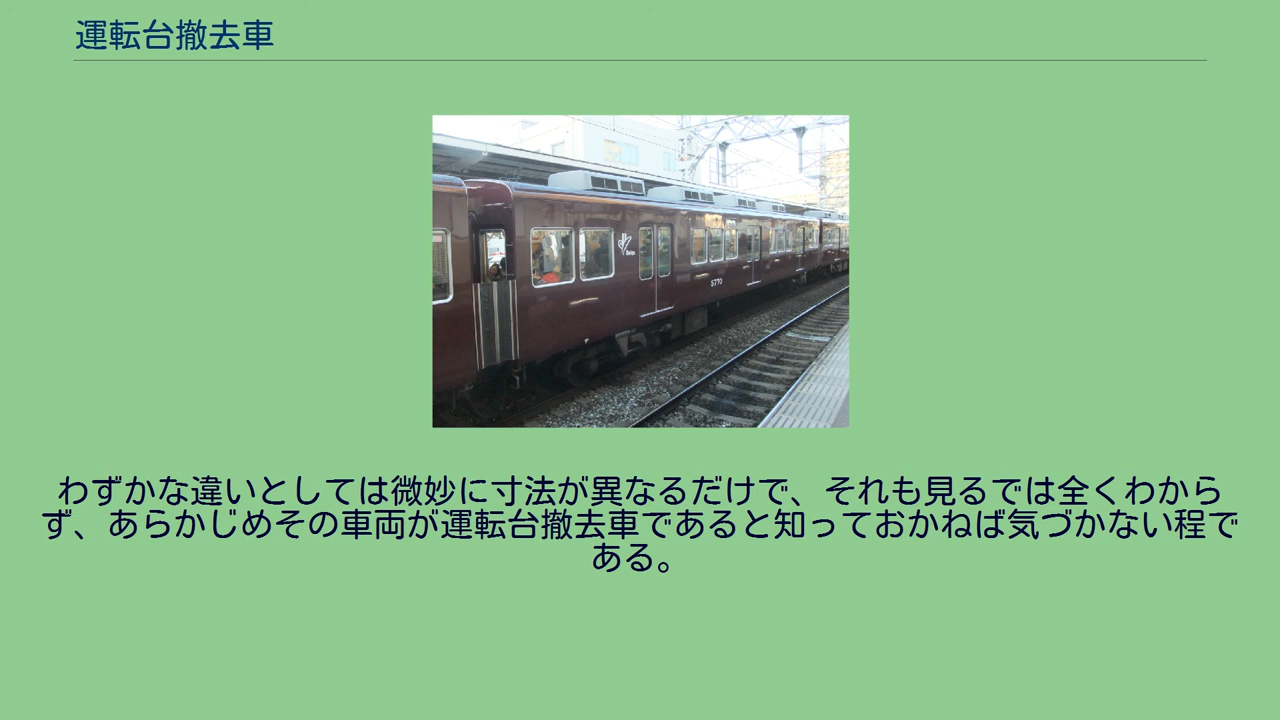 運転台撤去車
5770
わずかな違いとしては微妙に寸法が異なるだけで、それも見るでは全くわから
ず、あらかじめその車両が運転台撤去車であると知っておかねば気づかない程で
ある。